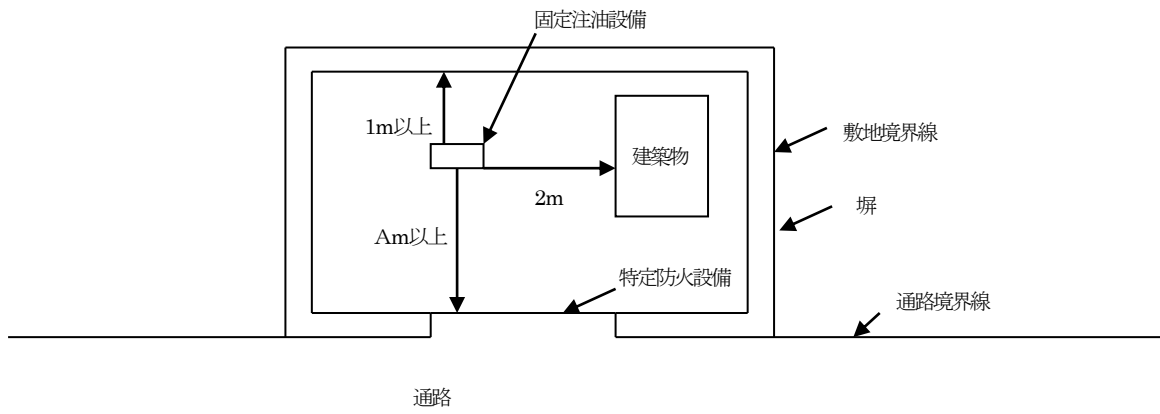 固定注油設備
1m以上
敷地境界線
建築物
2m
塀
Am以上
特定防火設備
通路境界線
通路